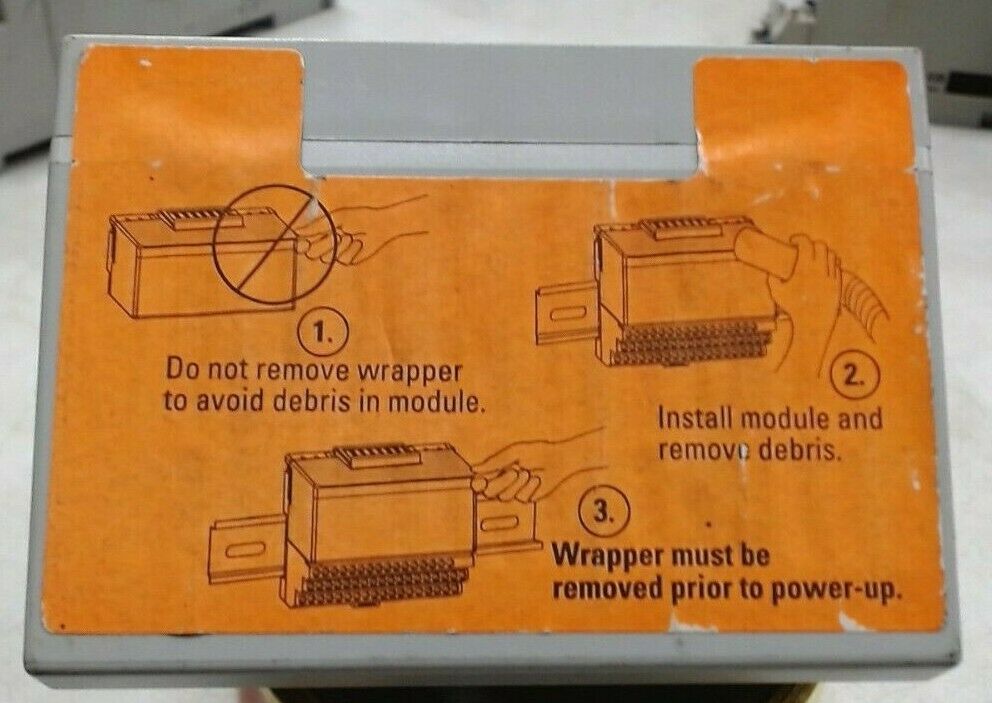 1.
Do not remove wrapper
to avoid debris in module.
2.
Install module and
remove debris.
3.
Wrapper must be
removed prior to power-up.